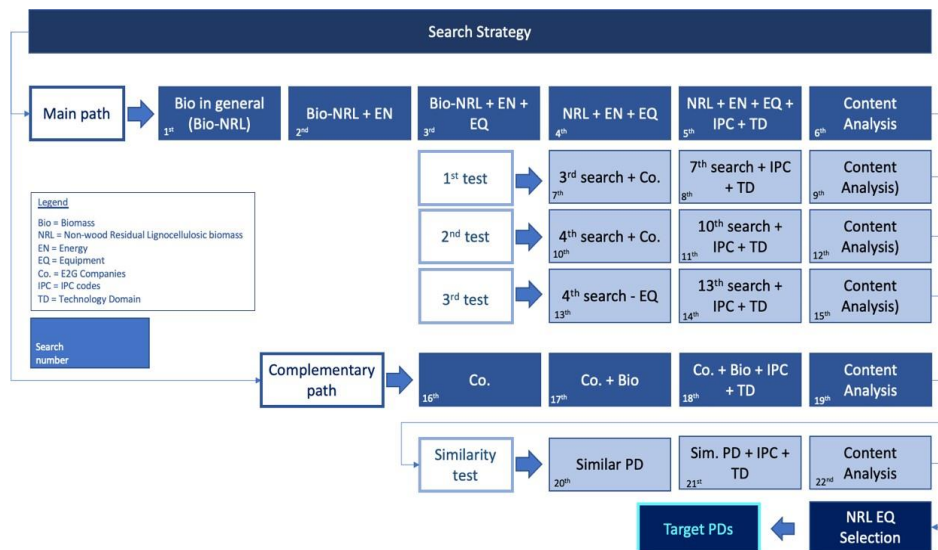 Search Strategy
Main path
Bio in general
(Bio-NRL)
1st
Bio-NRL + EN
2nd
Bio-NRL + EN +
EQ
3rd
NRL + EN + EQ
4th
NRL + EN + EQ +
IPC + TD
5th
Content
Analysis
6th
1st test
3rd search + Co.
7th
7th search + IPC
+ TD
8th
Content
Analysis)
9th
2nd test
4th search + Co.
10th
10th search +
IPC + TD
11th
Content
Analysis)
12th
3rd test
4th search - EQ
13th
13th search +
IPC + TD
14th
Content
Analysis)
15th
Legend
Bio = Biomass
NRL = Non-wood Residual Lignocellulosic biomass
EN = Energy
EQ = Equipment
Co. = E2G Companies
IPC = IPC codes
TD = Technology Domain
Search
number
Complementary
path
Co.
16th
Co. + Bio
17th
Co. + Bio + IPC
+ TD
18th
Content
Analysis
19th
Similarity
test
Similar PD
20th
Sim. PD + IPC +
TD
21st
Content
Analysis
22nd
Target PDs
NRL EQ
Selection